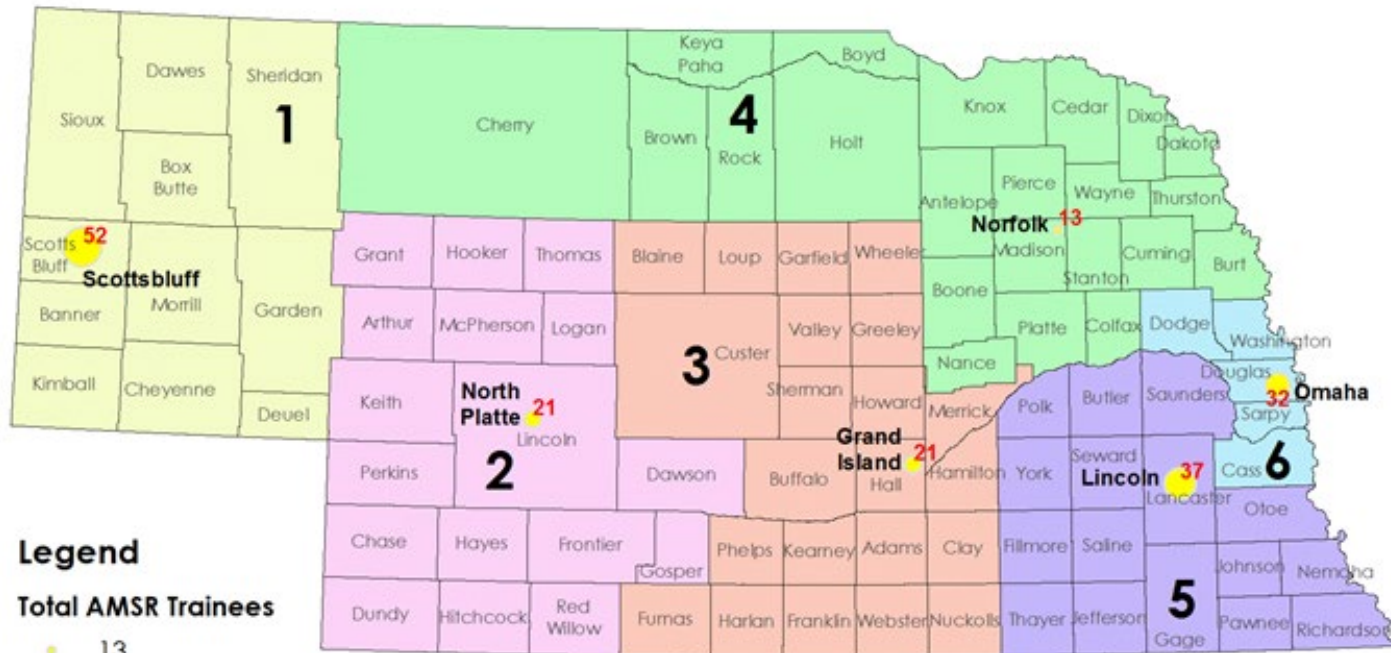 Keya
Paha
Boyd
Dawes
Sheridan
Sioux
1
Cherry
Brown
4
Rock
Holt
Knox
Cedar
Dixon
Dakota
Box
Butte
Antelope
Pierce
Wayne
Thurston
Norfolk 13
Madison
Stanton
Cuming
Burt
Scotts
Bluff
52
Scottsbluff
Morrill
Garden
Banner
Kimball
Cheyenne
Deuel
Grant
Hooker
Thomas
Blaine
Loup
Garfield
Wheeler
Boone
Arthur
McPherson
Logan
3
Custer
Valley
Greeley
Platte
Colfax
Dodge
Washington
Nance
Keith
North
Platte
21
Lincoln
2
Sherman
Howard
Merrick
Polk
Butler
Saunders
Douglas
32 Omaha
Sarpy
Perkins
Dawson
Buffalo
Grand
Island
21
Hall
Hamilton
York
Seward
Lincoln 37
Lancaster
Cass
6
Otoe
Chase
Hayes
Frontier
Gosper
Phelps
Kearney
Adams
Clay
Fillmore
Saline
Johnson
Nemaha
Dundy
Hitchcock
Red
Willow
Furnas
Harlan
Franklin
Webster
Nuckolls
Thayer
Jefferson
5
Gage
Pawnee
Richardson
Legend
Total AMSR Trainees
13